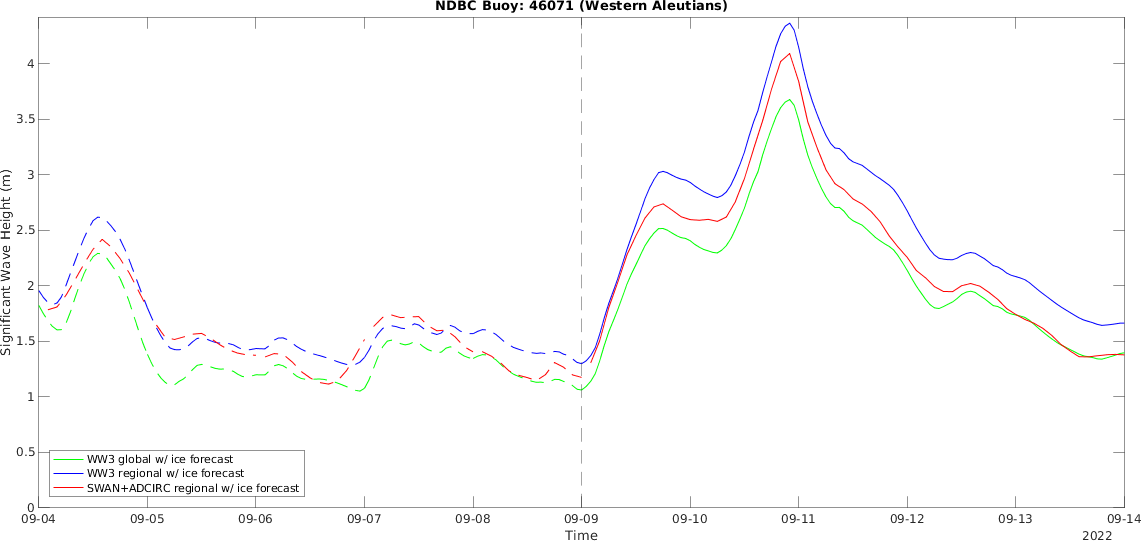 NDBC Buoy: 46071 (Western Aleutians)
Significant Wave Height (m)
4
3.5
3
2.5
2
1.5
1
0.5
0
WW3 global w/ ice forecast
WW3 regional w/ ice forecast
SWAN+ADCIRC regional w/ ice forecast
09-04 09-05 09-06 09-07 09-08 09-09 09-10 09-11 09-12 09-13 09-14
Time
2022